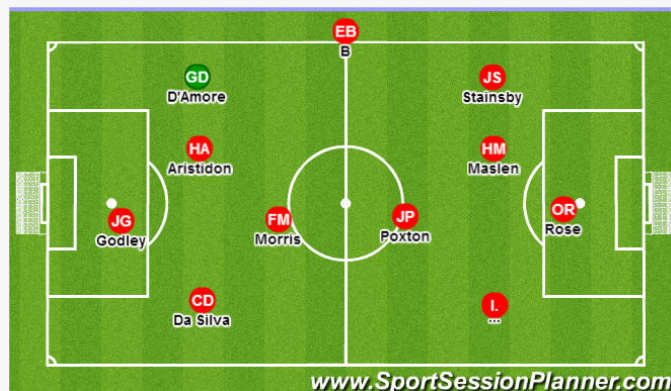 EB
B
GD
D'Amore
JS
Stainsby
HA
Aristidon
HM
Maslen
JG
Godley
FM
Morris
JP
Poxton
OR
Rose
CD
Da Silva
I.
...
www.SportSessionPlanner.com